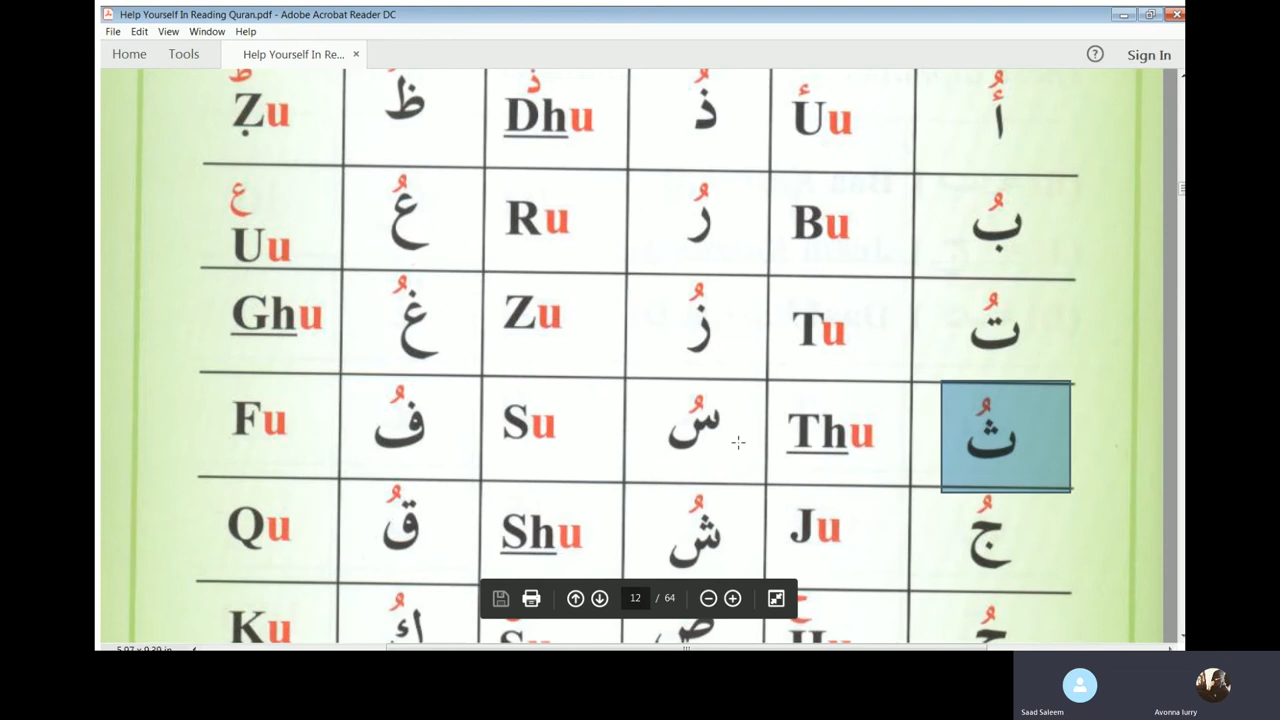 Help Yourself In Reading Quran.pdf - Adobe Acrobat Reader DC
File Edit View Window Help
Home Tools Help Yourself In Re... × ? Sign In
Ẓu ظُ Dhu ذُ Uu أُ
ع Uu عُ Ru رُ Bu بُ
Ghu غُ Zu زُ Tu تُ
Fu فُ Su سُ Thu ثُ
Qu قُ Shu شُ Ju جُ
Ku كُ
12 / 64
Saad Saleem Avonna lurry